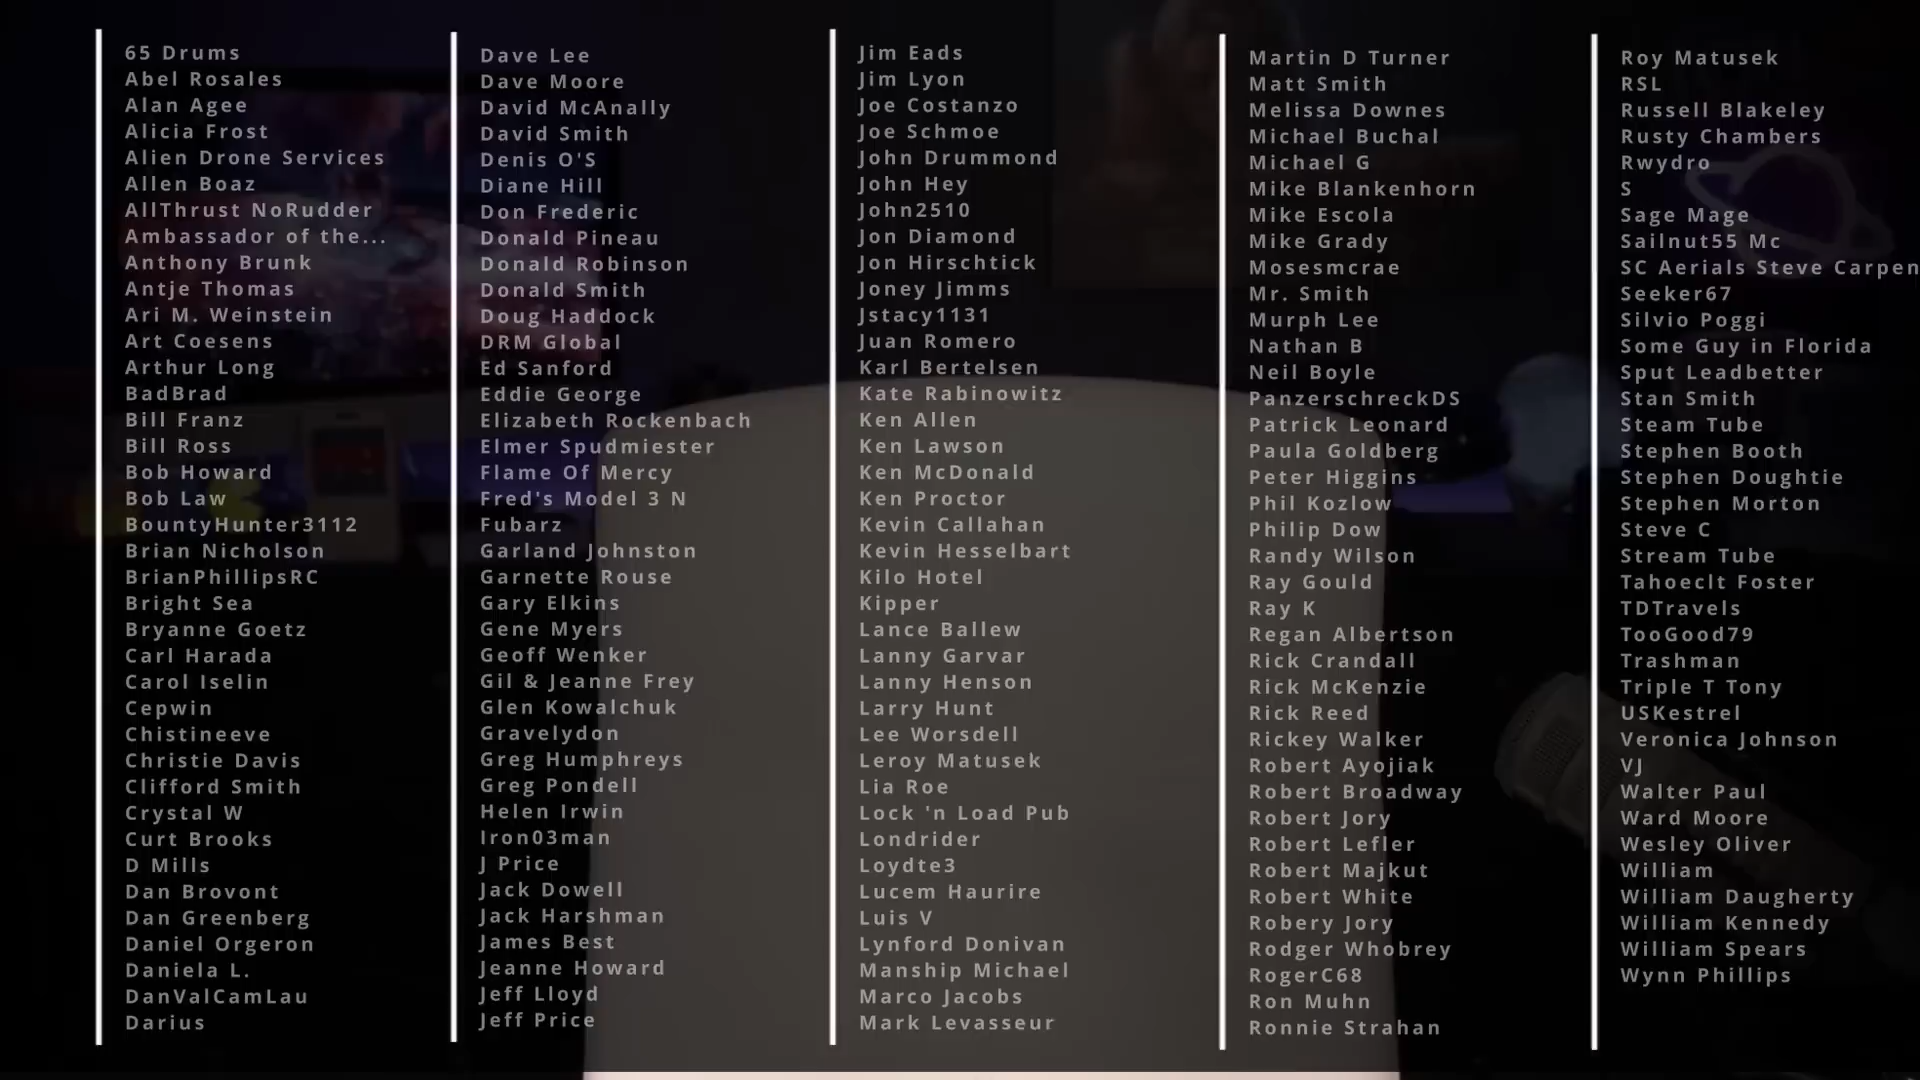 65 Drums
Abel Rosales
Alan Agee
Alicia Frost
Alien Drone Services
Allen Boaz
AllThrust NoRudder
Ambassador of the...
Anthony Brunk
Antje Thomas
Ari M. Weinstein
Art Coesens
Arthur Long
BadBrad
Bill Franz
Bill Ross
Bob Howard
Bob Law
BountyHunter3112
Brian Nicholson
BrianPhillipsRC
Bright Sea
Bryanne Goetz
Carl Harada
Carol Iselin
Cepwin
Chistineeve
Christie Davis
Clifford Smith
Crystal W
Curt Brooks
D Mills
Dan Brovont
Dan Greenberg
Daniel Orgeron
Daniela L.
DanValCamLau
Darius
Dave Lee
Dave Moore
David McAnally
David Smith
Denis O'S
Diane Hill
Don Frederic
Donald Pineau
Donald Robinson
Donald Smith
Doug Haddock
DRM Global
Ed Sanford
Eddie George
Elizabeth Rockenbach
Elmer Spudmiester
Flame Of Mercy
Fred's Model 3 N
Fubarz
Garland Johnston
Garnette Rouse
Gary Elkins
Gene Myers
Geoff Wenker
Gil & Jeanne Frey
Glen Kowalchuk
Gravelydon
Greg Humphreys
Greg Pondell
Helen Irwin
Iron03man
J Price
Jack Dowell
Jack Harshman
James Best
Jeanne Howard
Jeff Lloyd
Jeff Price
Jim Eads
Jim Lyon
Joe Costanzo
Joe Schmoe
John Drummond
John Hey
John2510
Jon Diamond
Jon Hirschtick
Joney Jimms
Jstacy1131
Juan Romero
Karl Bertelsen
Kate Rabinowitz
Ken Allen
Ken Lawson
Ken McDonald
Ken Proctor
Kevin Callahan
Kevin Hesselbart
Kilo Hotel
Kipper
Lance Ballew
Lanny Garvar
Lanny Henson
Larry Hunt
Lee Worsdell
Leroy Matusek
Lia Roe
Lock 'n Load Pub
Londrider
Loydte3
Lucem Haurire
Luis V
Lynford Donivan
Manship Michael
Marco Jacobs
Mark Levasseur
Martin D Turner
Matt Smith
Melissa Downes
Michael Buchal
Michael G
Mike Blankenhorn
Mike Escola
Mike Grady
Mosesmcrae
Mr. Smith
Murph Lee
Nathan B
Neil Boyle
PanzerschreckDS
Patrick Leonard
Paula Goldberg
Peter Higgins
Phil Kozlow
Philip Dow
Randy Wilson
Ray Gould
Ray K
Regan Albertson
Rick Crandall
Rick McKenzie
Rick Reed
Rickey Walker
Robert Ayojiak
Robert Broadway
Robert Jory
Robert Lefler
Robert Majkut
Robert White
Robery Jory
Rodger Whobrey
RogerC68
Ron Muhn
Ronnie Strahan
Roy Matusek
RSL
Russell Blakeley
Rusty Chambers
Rwydro
S
Sage Mage
Sailnut55 Mc
SC Aerials Steve Carpen
Seeker67
Silvio Poggi
Some Guy in Florida
Sput Leadbetter
Stan Smith
Steam Tube
Stephen Booth
Stephen Doughtie
Stephen Morton
Steve C
Stream Tube
Tahoeclt Foster
TDTravels
TooGood79
Trashman
Triple T Tony
USKestrel
Veronica Johnson
VJ
Walter Paul
Ward Moore
Wesley Oliver
William
William Daugherty
William Kennedy
William Spears
Wynn Phillips